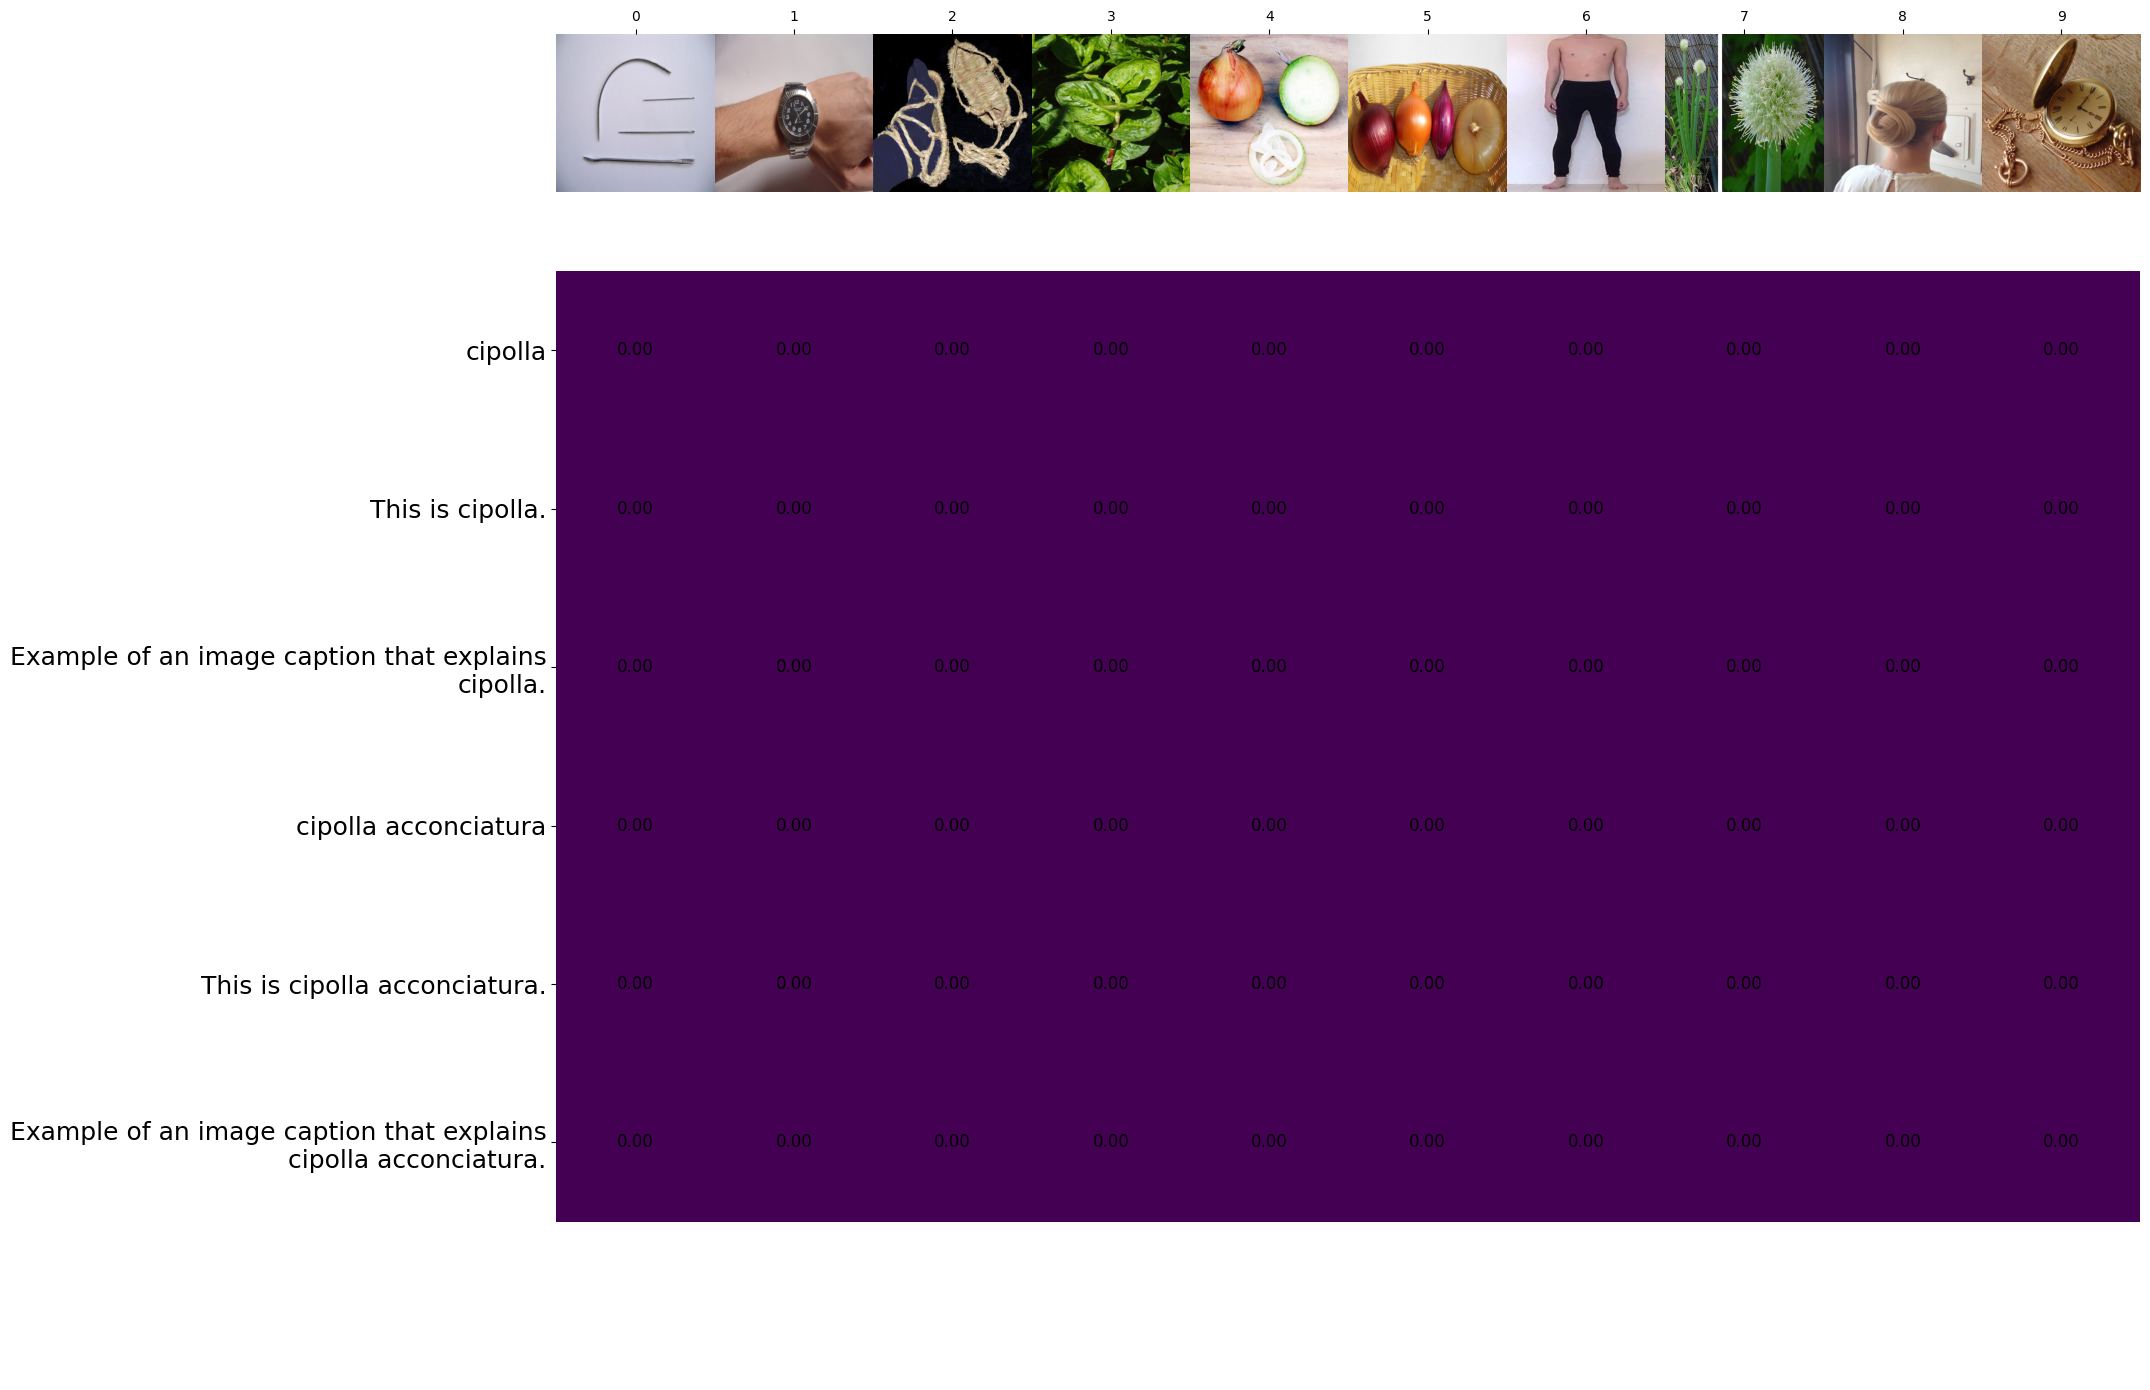 0 1 2 3 4 5 6 7 8 9
cipolla 0.00 0.00 0.00 0.00 0.00 0.00 0.00 0.00 0.00 0.00
This is cipolla. 0.00 0.00 0.00 0.00 0.00 0.00 0.00 0.00 0.00 0.00
Example of an image caption that explains
cipolla. 0.00 0.00 0.00 0.00 0.00 0.00 0.00 0.00 0.00 0.00
cipolla acconciatura 0.00 0.00 0.00 0.00 0.00 0.00 0.00 0.00 0.00 0.00
This is cipolla acconciatura. 0.00 0.00 0.00 0.00 0.00 0.00 0.00 0.00 0.00 0.00
Example of an image caption that explains
cipolla acconciatura. 0.00 0.00 0.00 0.00 0.00 0.00 0.00 0.00 0.00 0.00